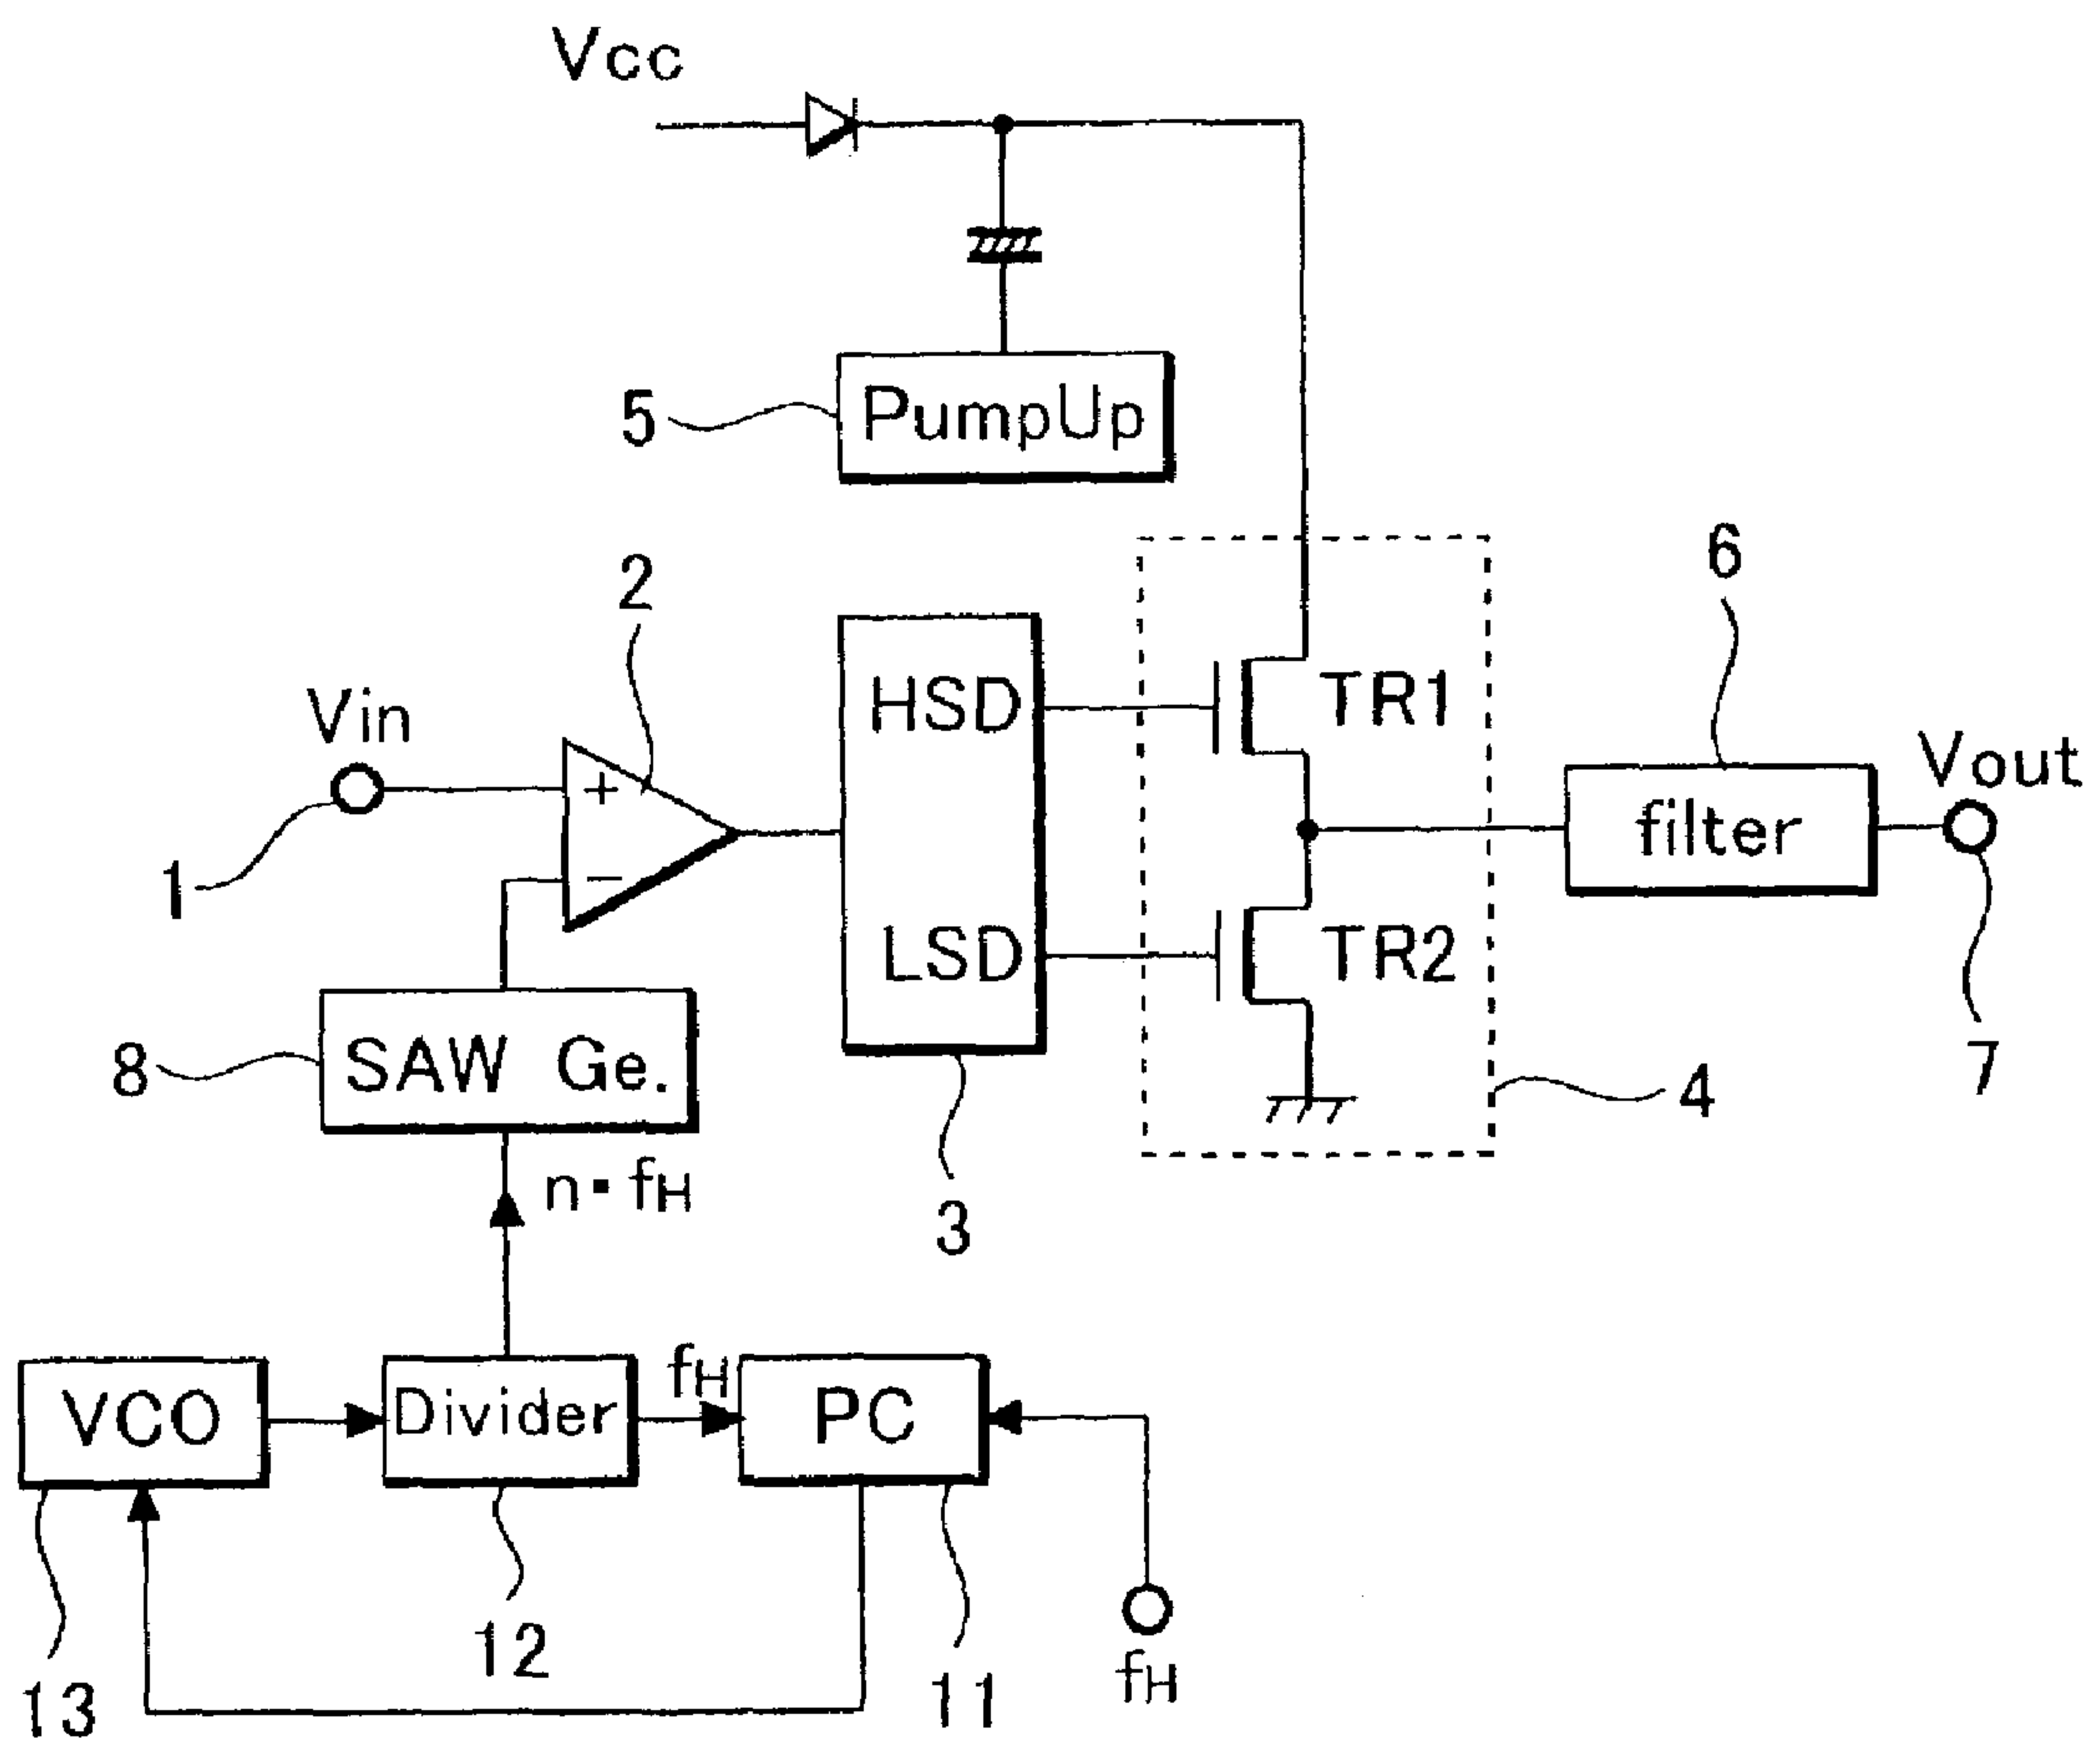 Vcc
5
PumpUp
2
6
HSD
TR1
Vin
+
Vout
filter
1
−
LSD
TR2
8
SAW Ge.
7
4
n・fH
3
fH
VCO
Divider
PC
12
11
fH
13